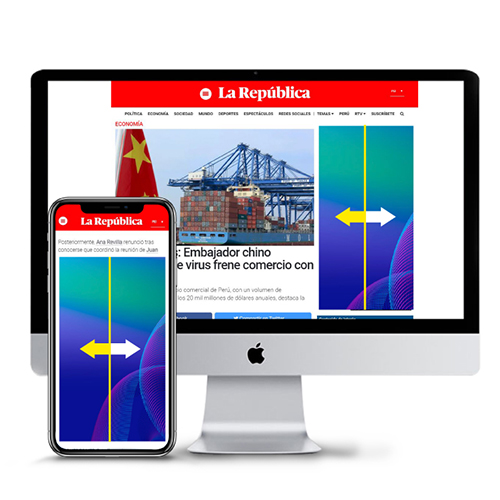 La República
POLÍTICA ECONOMÍA SOCIEDAD MUNDO DEPORTES ESPECTÁCULOS REDES SOCIALES TEMAS PERÚ RTV SUSCRÍBETE
ECONOMÍA
s: Embajador chino
e virus frene comercio con
o comercial de Perú, con un volumen de
los 20 mil millones de dólares anuales, destaca la
La República
Posteriormente, Ana Revilla renunció tras
conocerse que coordinó la reunión de Juan